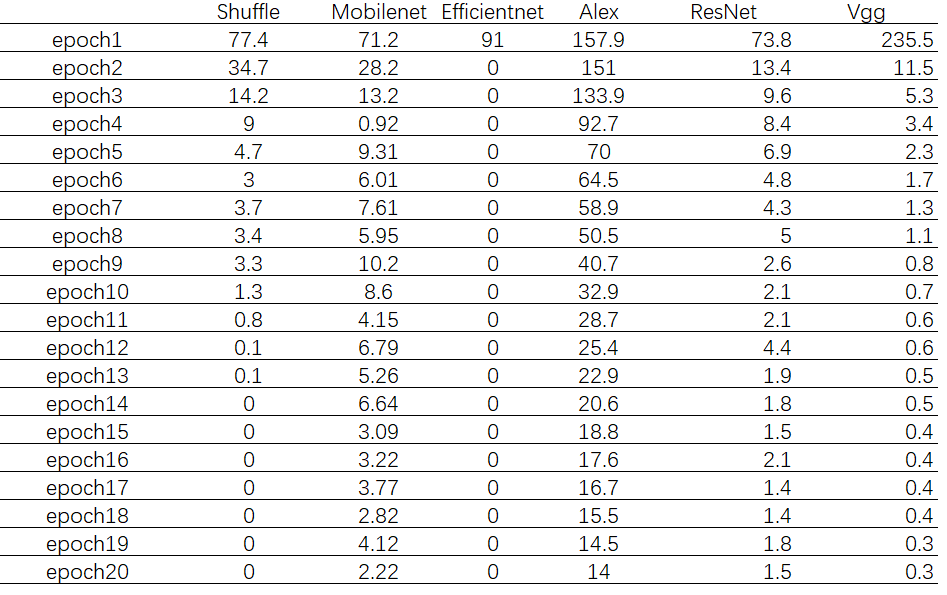 Shuffle Mobilenet Efficientnet Alex ResNet Vgg
epoch1 77.4 71.2 91 157.9 73.8 235.5
epoch2 34.7 28.2 0 151 13.4 11.5
epoch3 14.2 13.2 0 133.9 9.6 5.3
epoch4 9 0.92 0 92.7 8.4 3.4
epoch5 4.7 9.31 0 70 6.9 2.3
epoch6 3 6.01 0 64.5 4.8 1.7
epoch7 3.7 7.61 0 58.9 4.3 1.3
epoch8 3.4 5.95 0 50.5 5 1.1
epoch9 3.3 10.2 0 40.7 2.6 0.8
epoch10 1.3 8.6 0 32.9 2.1 0.7
epoch11 0.8 4.15 0 28.7 2.1 0.6
epoch12 0.1 6.79 0 25.4 4.4 0.6
epoch13 0.1 5.26 0 22.9 1.9 0.5
epoch14 0 6.64 0 20.6 1.8 0.5
epoch15 0 3.09 0 18.8 1.5 0.4
epoch16 0 3.22 0 17.6 2.1 0.4
epoch17 0 3.77 0 16.7 1.4 0.4
epoch18 0 2.82 0 15.5 1.4 0.4
epoch19 0 4.12 0 14.5 1.8 0.3
epoch20 0 2.22 0 14 1.5 0.3